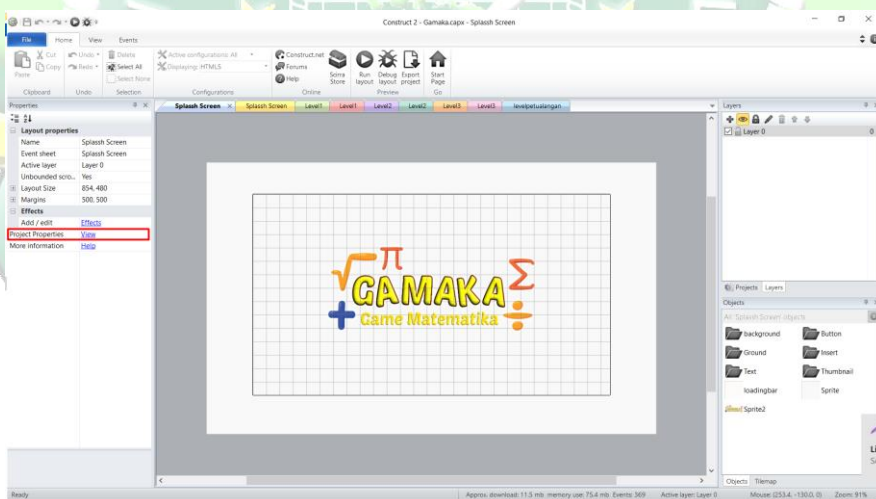 Construct 2 - Gamaka.capx - Splassh Screen
File Home View Events
Paste
Cut
Copy
Clipboard
Undo
Redo
Undo
Delete
Select All
Select None
Selection
Active configurations: All
Displaying: HTML5
Configurations
Construct.net
Forums
Help
Online
Scirra Store
Run layout
Debug layout
Export project
Preview
Start Page
Go
Properties
Splassh Screen Splassh Screen Level1 Level1 Level2 Level2 Level3 Level3 levelpetualangan
Layout properties
Name Splassh Screen
Event sheet Splassh Screen
Active layer Layer 0
Unbounded scro... Yes
Layout Size 854, 480
Margins 500, 500
Effects
Add / edit Effects
Project Properties View
More information Help
√ π Σ
GAMAKA
+ Game Matematika ÷
Layers
Layer 0 0
Projects Layers
Objects
All 'Splassh Screen' objects
background Button
Ground Insert
Text Thumbnail
loadingbar Sprite
Sprite2
Objects Tilemap
Ready
Approx. download: 11.5 mb memory use: 75.4 mb Events: 369 Active layer: Layer 0 Mouse: (253.4, -130.0, 0) Zoom: 91%